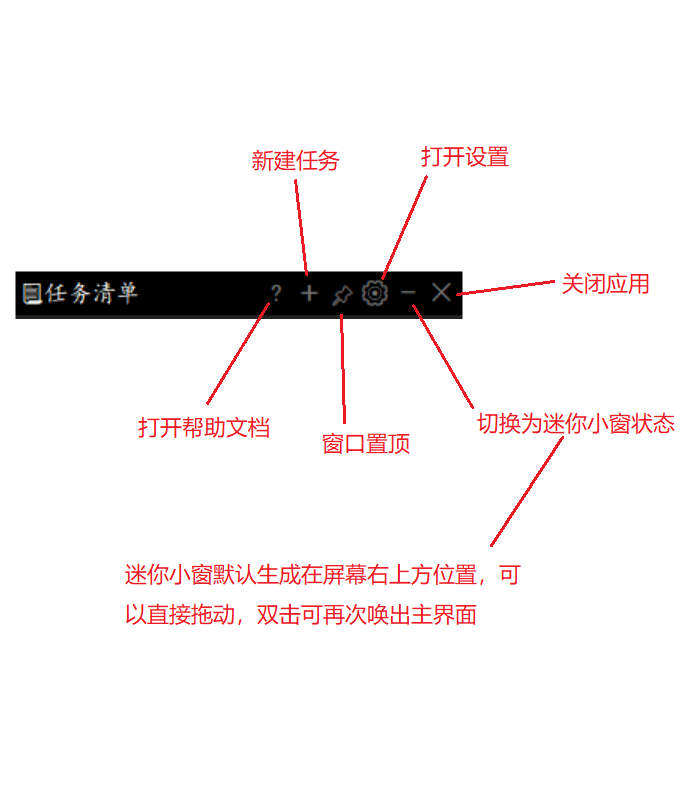 新建任务
打开设置
任务清单 ?
关闭应用
打开帮助文档
窗口置顶
切换为迷你小窗状态
迷你小窗默认生成在屏幕右上方位置，可
以直接拖动，双击可再次唤出主界面